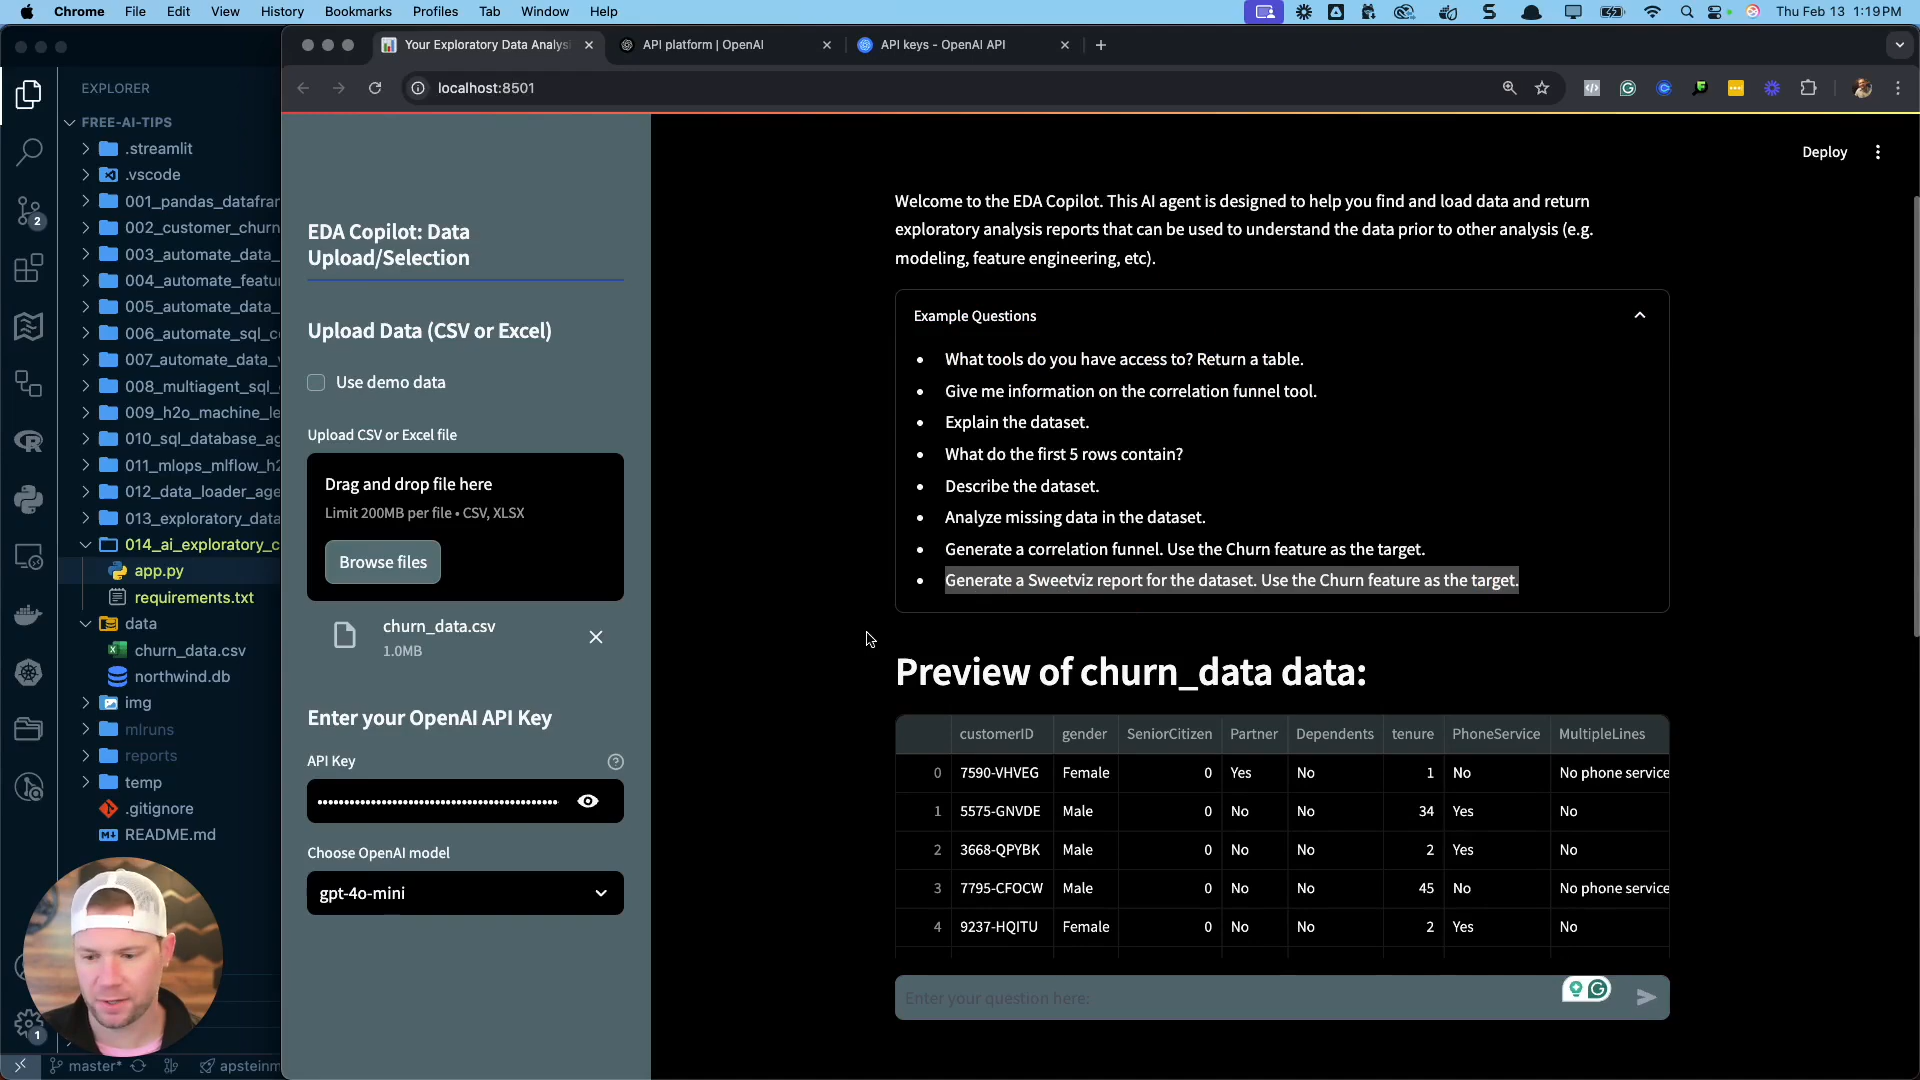 Chrome File Edit View History Bookmarks Profiles Tab Window Help Thu Feb 13 1:19 PM
Your Exploratory Data Analysi
API platform | OpenAI
API keys - OpenAI API
localhost:8501
EXPLORER
FREE-AI-TIPS
.streamlit
.vscode
001_pandas_datafrar
002_customer_churn
003_automate_data_
004_automate_featu
005_automate_data_
006_automate_sql_c
007_automate_data_
008_multiagent_sql_
009_h2o_machine_le
010_sql_database_ag
011_mlops_mlflow_h2
012_data_loader_age
013_exploratory_data
014_ai_exploratory_c
app.py
requirements.txt
data
churn_data.csv
northwind.db
img
mlruns
reports
temp
.gitignore
README.md
2
1
master*
apsteinm
EDA Copilot: Data
Upload/Selection
Upload Data (CSV or Excel)
Use demo data
Upload CSV or Excel file
Drag and drop file here
Limit 200MB per file • CSV, XLSX
Browse files
churn_data.csv
1.0MB
Enter your OpenAI API Key
API Key
Choose OpenAI model
gpt-4o-mini
Deploy
Welcome to the EDA Copilot. This AI agent is designed to help you find and load data and return
exploratory analysis reports that can be used to understand the data prior to other analysis (e.g.
modeling, feature engineering, etc).
Example Questions
• What tools do you have access to? Return a table.
• Give me information on the correlation funnel tool.
• Explain the dataset.
• What do the first 5 rows contain?
• Describe the dataset.
• Analyze missing data in the dataset.
• Generate a correlation funnel. Use the Churn feature as the target.
• Generate a Sweetviz report for the dataset. Use the Churn feature as the target.
Preview of churn_data data:
customerID gender SeniorCitizen Partner Dependents tenure PhoneService MultipleLines
0 7590-VHVEG Female 0 Yes No 1 No No phone service
1 5575-GNVDE Male 0 No No 34 Yes No
2 3668-QPYBK Male 0 No No 2 Yes No
3 7795-CFOCW Male 0 No No 45 No No phone service
4 9237-HQITU Female 0 No No 2 Yes No
Enter your question here: